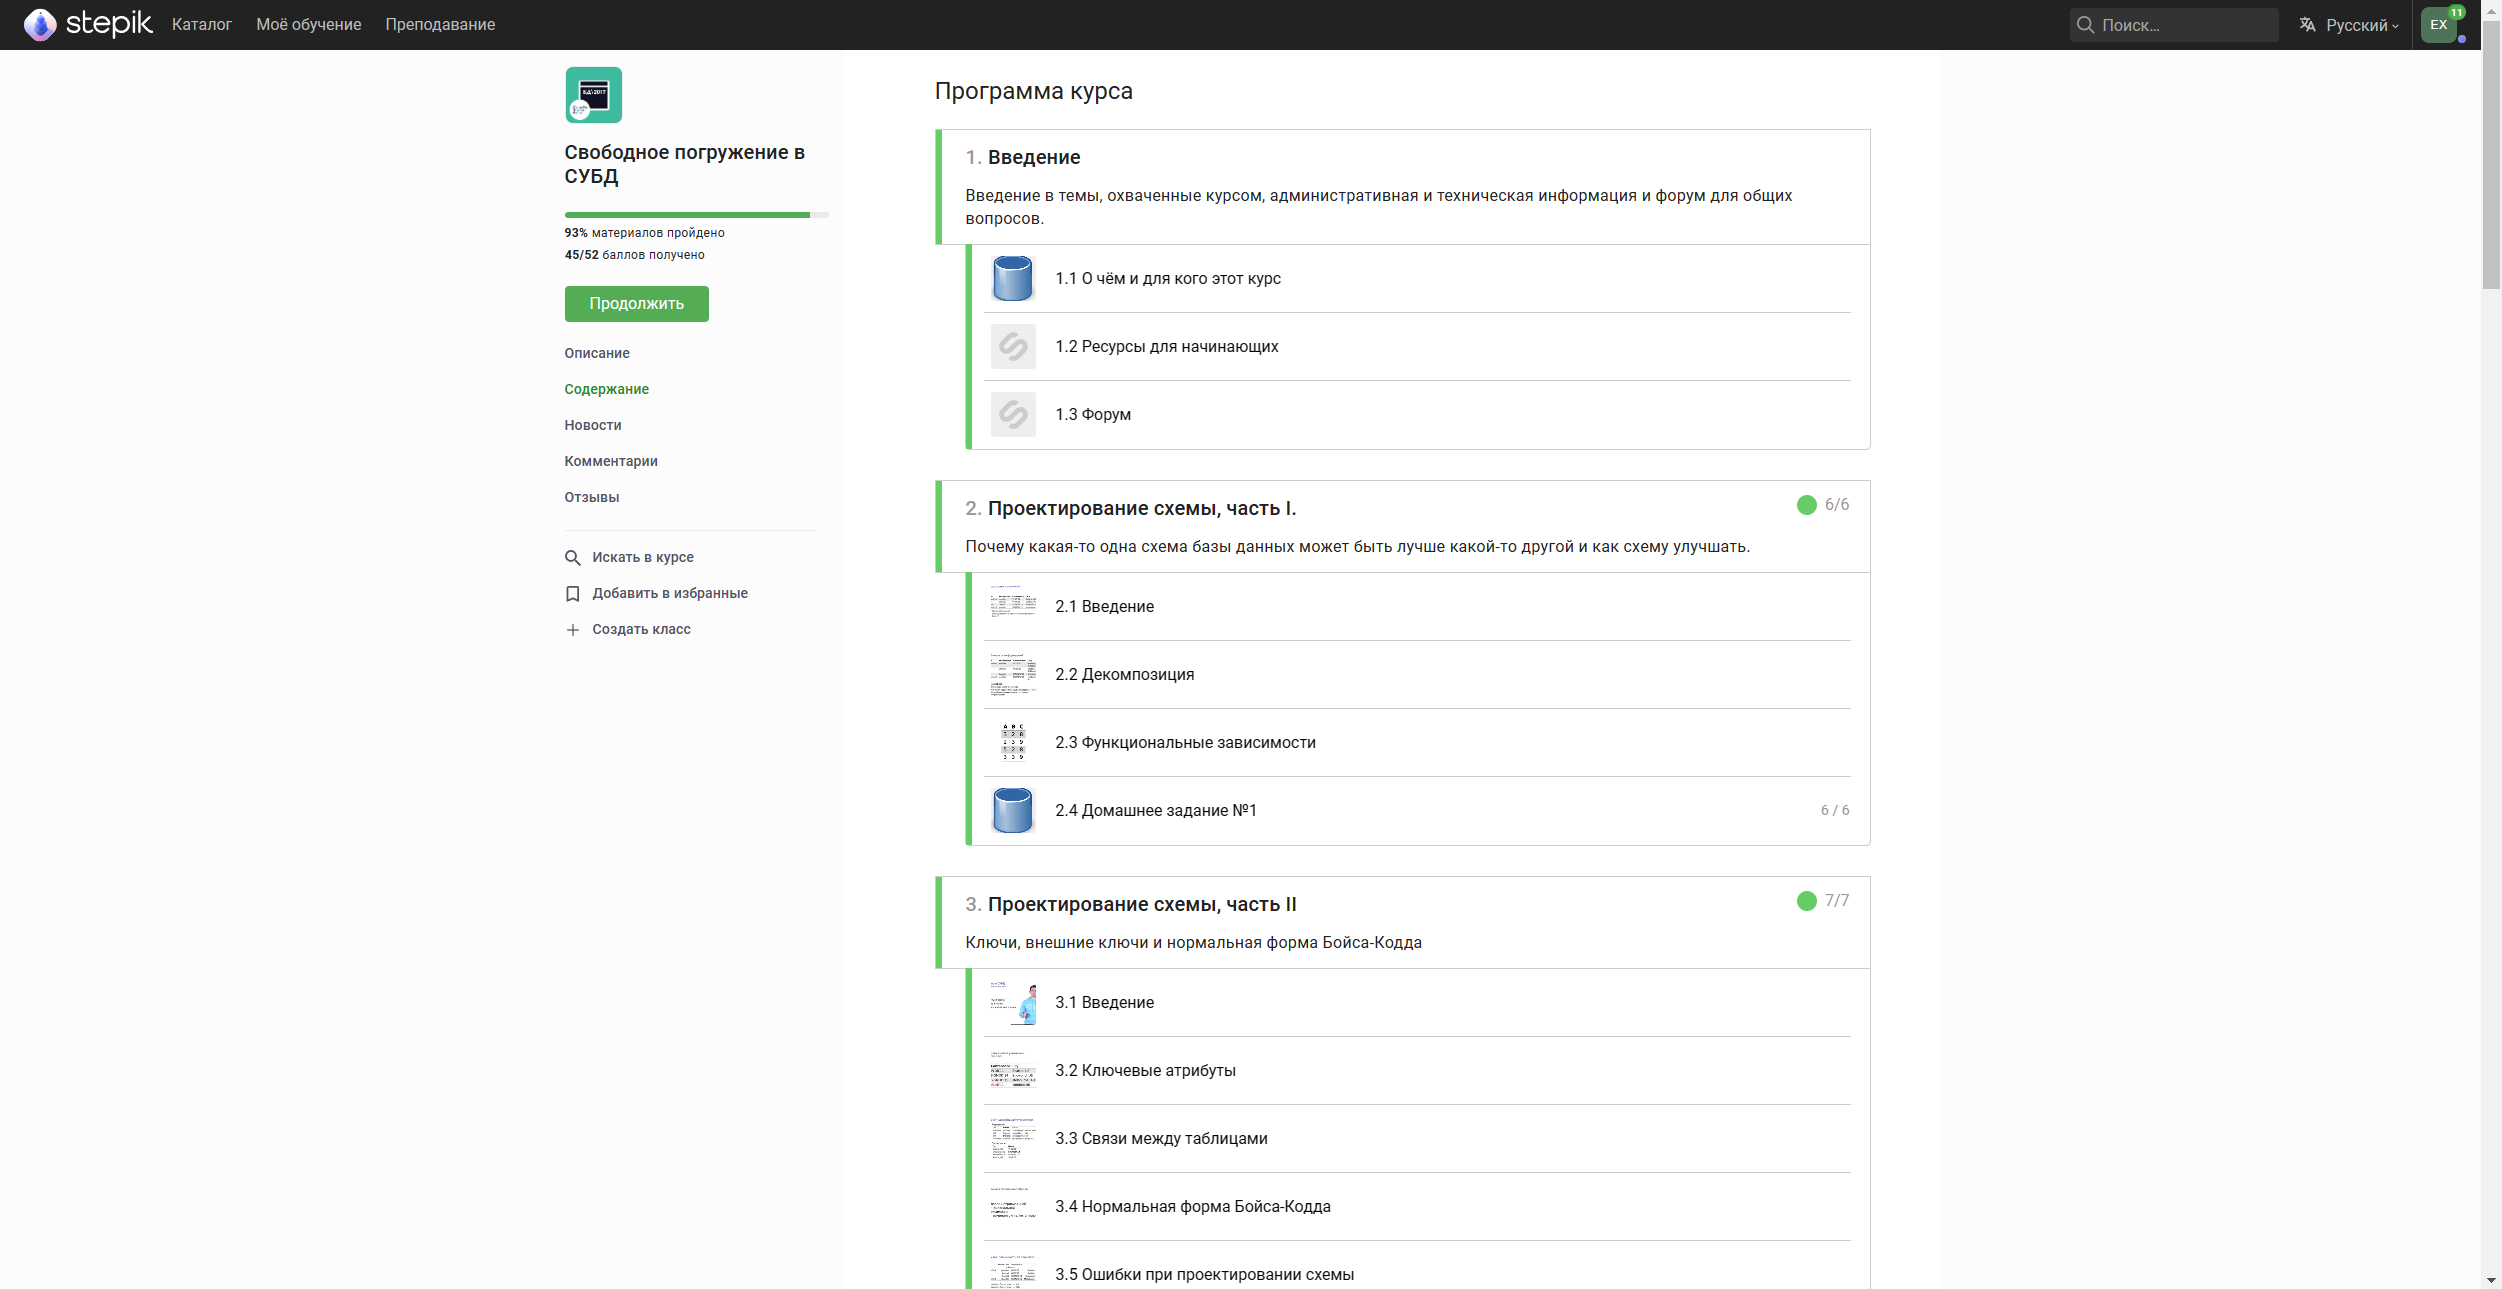 stepik
Каталог
Моё обучение
Преподавание
Поиск...
Русский
EX
11
БД\2017
Свободное погружение в
СУБД
93% материалов пройдено
45/52 баллов получено
Продолжить
Описание
Содержание
Новости
Комментарии
Отзывы
Искать в курсе
Добавить в избранные
Создать класс
Программа курса
1. Введение
Введение в темы, охваченные курсом, административная и техническая информация и форум для общих
вопросов.
1.1 О чём и для кого этот курс
1.2 Ресурсы для начинающих
1.3 Форум
2. Проектирование схемы, часть I.
6/6
Почему какая-то одна схема базы данных может быть лучше какой-то другой и как схему улучшать.
2.1 Введение
2.2 Декомпозиция
A B C
2.3 Функциональные зависимости
2.4 Домашнее задание №1
6 / 6
3. Проектирование схемы, часть II
7/7
Ключи, внешние ключи и нормальная форма Бойса-Кодда
3.1 Введение
3.2 Ключевые атрибуты
3.3 Связи между таблицами
3.4 Нормальная форма Бойса-Кодда
3.5 Ошибки при проектировании схемы